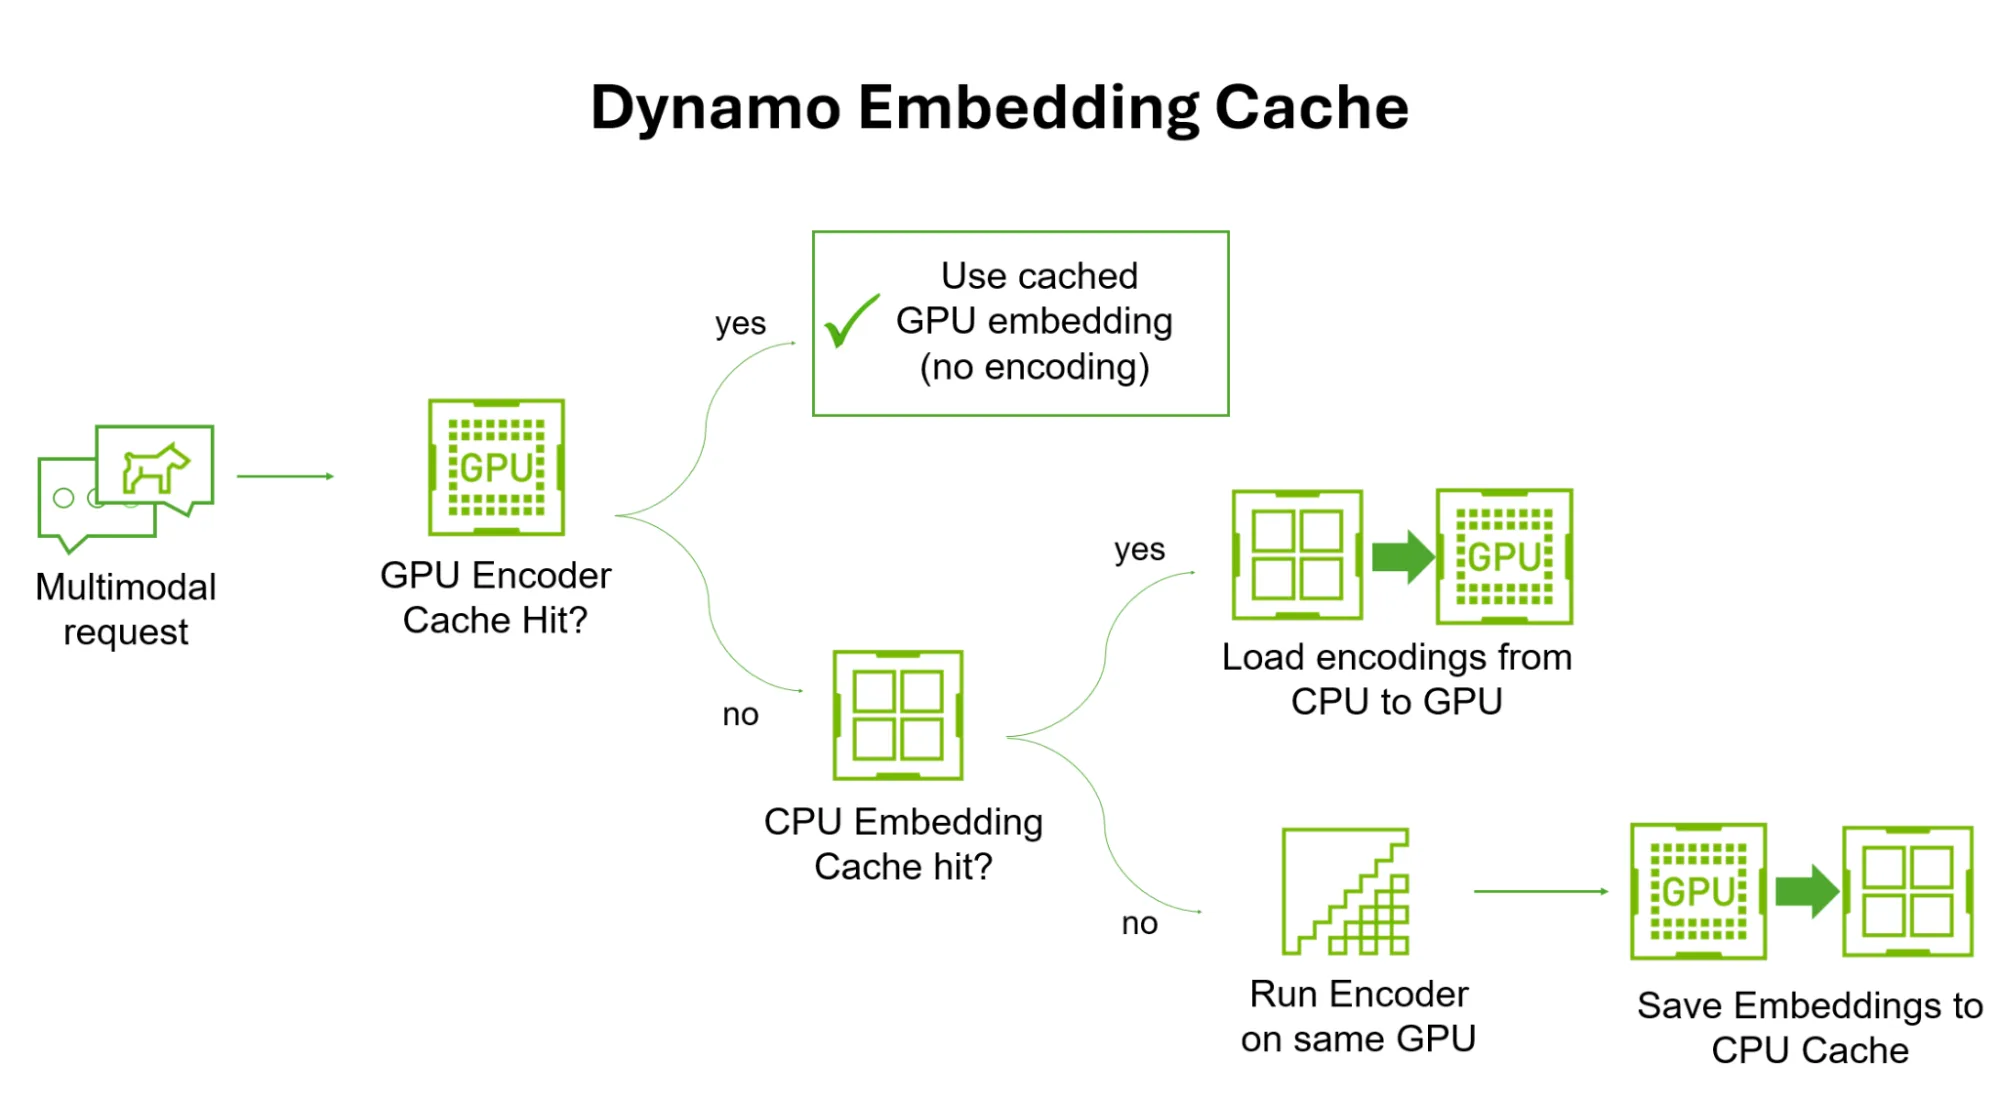 Dynamo Embedding Cache
yes
Use cached
GPU embedding
(no encoding)
GPU
Multimodal
request
GPU Encoder
Cache Hit?
no
CPU Embedding
Cache hit?
yes
GPU
Load encodings from
CPU to GPU
no
Run Encoder
on same GPU
GPU
Save Embeddings to
CPU Cache